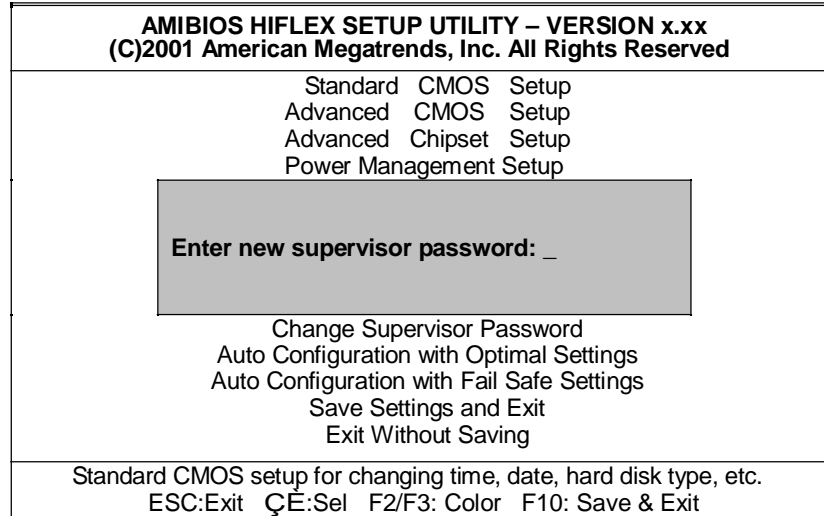 AMIBIOS HIFLEX SETUP UTILITY – VERSION x.xx
(C)2001 American Megatrends, Inc. All Rights Reserved
Standard CMOS Setup
Advanced CMOS Setup
Advanced Chipset Setup
Power Management Setup
Enter new supervisor password: _
Change Supervisor Password
Auto Configuration with Optimal Settings
Auto Configuration with Fail Safe Settings
Save Settings and Exit
Exit Without Saving
Standard CMOS setup for changing time, date, hard disk type, etc.
ESC:Exit ÇÈ:Sel F2/F3: Color F10: Save & Exit